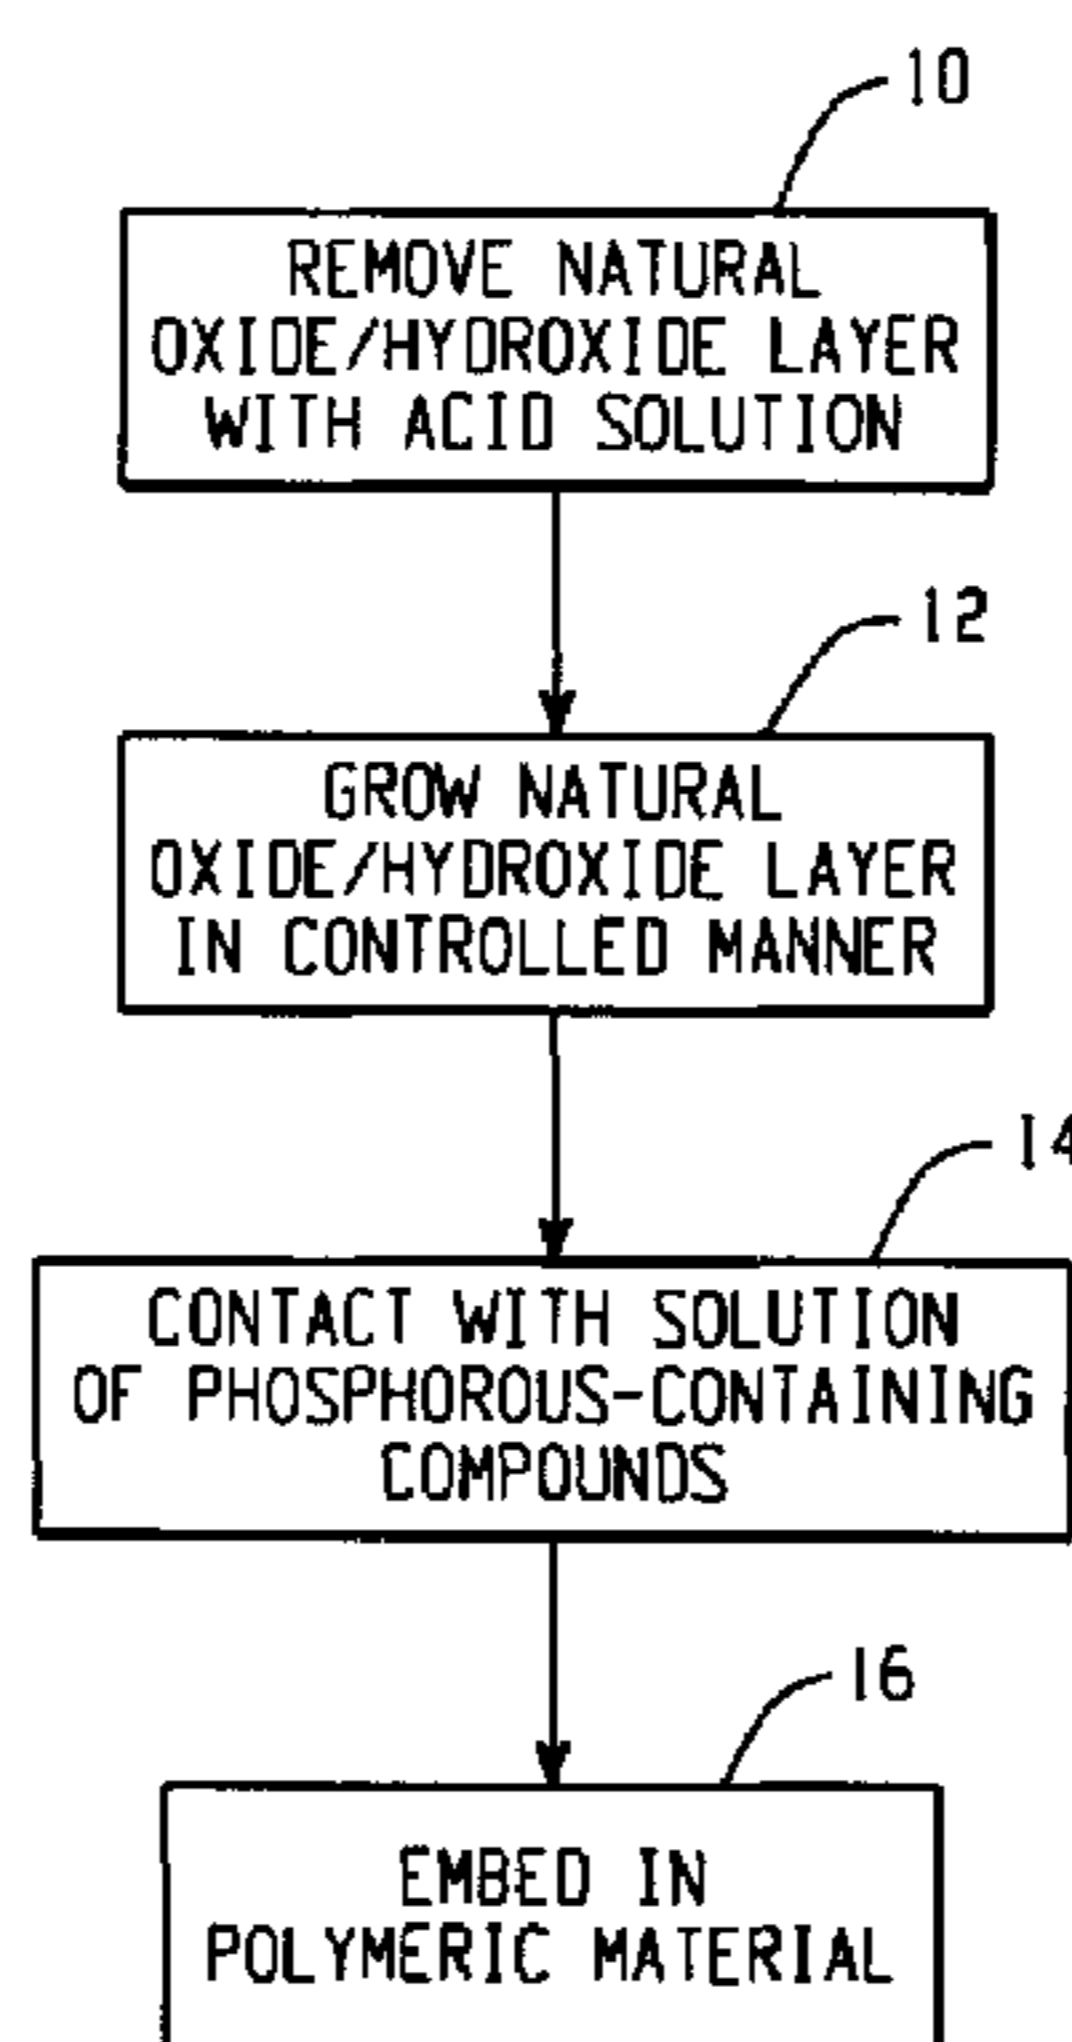 10
REMOVE NATURAL
OXIDE/HYDROXIDE LAYER
WITH ACID SOLUTION
12
GROW NATURAL
OXIDE/HYDROXIDE LAYER
IN CONTROLLED MANNER
14
CONTACT WITH SOLUTION
OF PHOSPHOROUS-CONTAINING
COMPOUNDS
16
EMBED IN
POLYMERIC MATERIAL